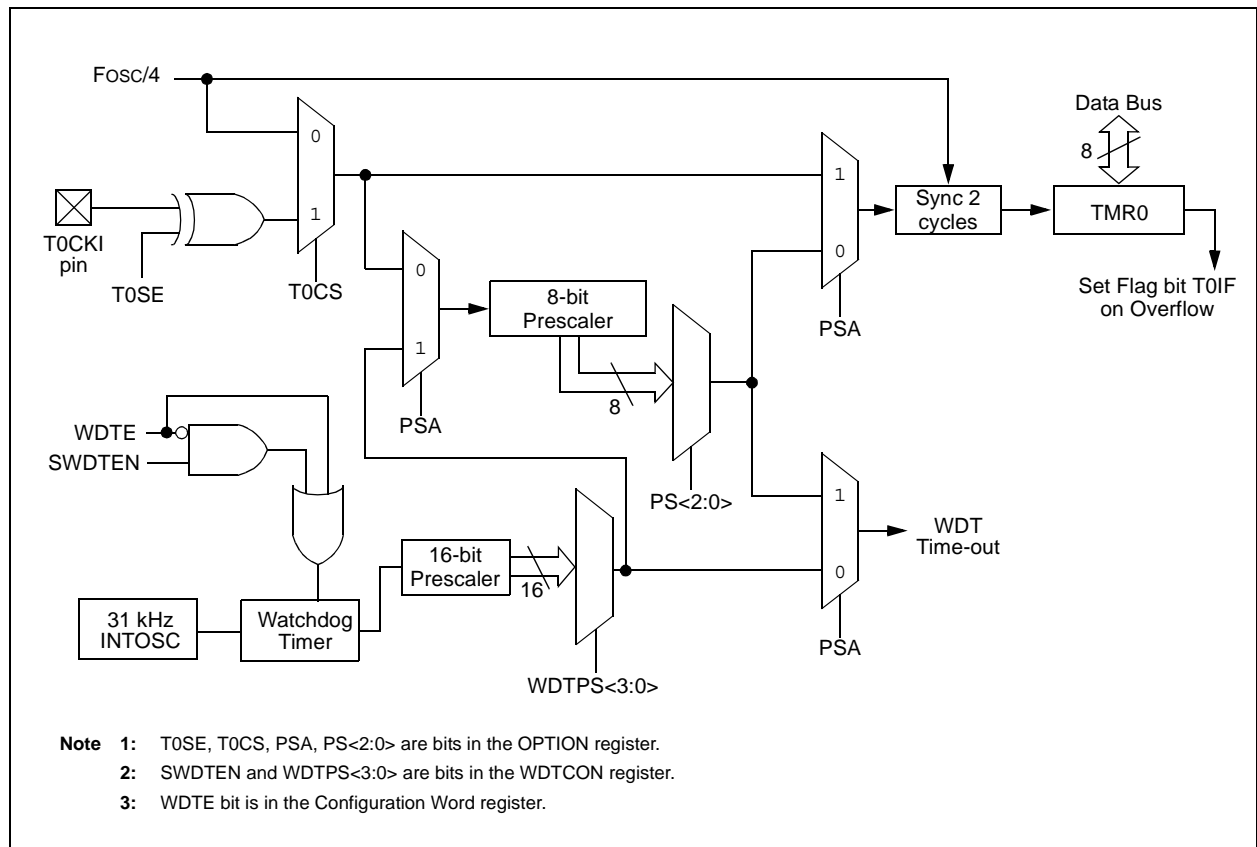 FOSC/4
0
1
T0CKI
pin
T0SE
T0CS
0
1
PSA
8-bit
Prescaler
8
PS<2:0>
1
0
PSA
Sync 2
cycles
Data Bus
8
TMR0
Set Flag bit T0IF
on Overflow
WDTE
SWDTEN
31 kHz
INTOSC
Watchdog
Timer
16-bit
Prescaler
16
WDTPS<3:0>
1
0
PSA
WDT
Time-out
Note 1: T0SE, T0CS, PSA, PS<2:0> are bits in the OPTION register.
2: SWDTEN and WDTPS<3:0> are bits in the WDTCON register.
3: WDTE bit is in the Configuration Word register.